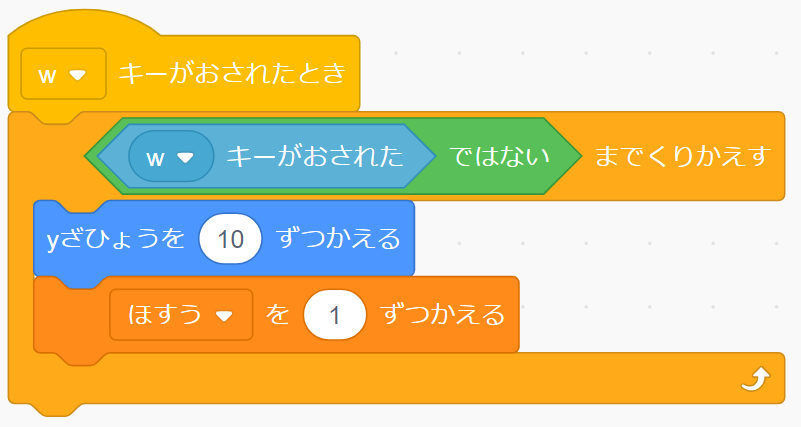 w キーがおされたとき
w キーがおされた ではない までくりかえす
yざひょうを 10 ずつかえる
ほすう を 1 ずつかえる